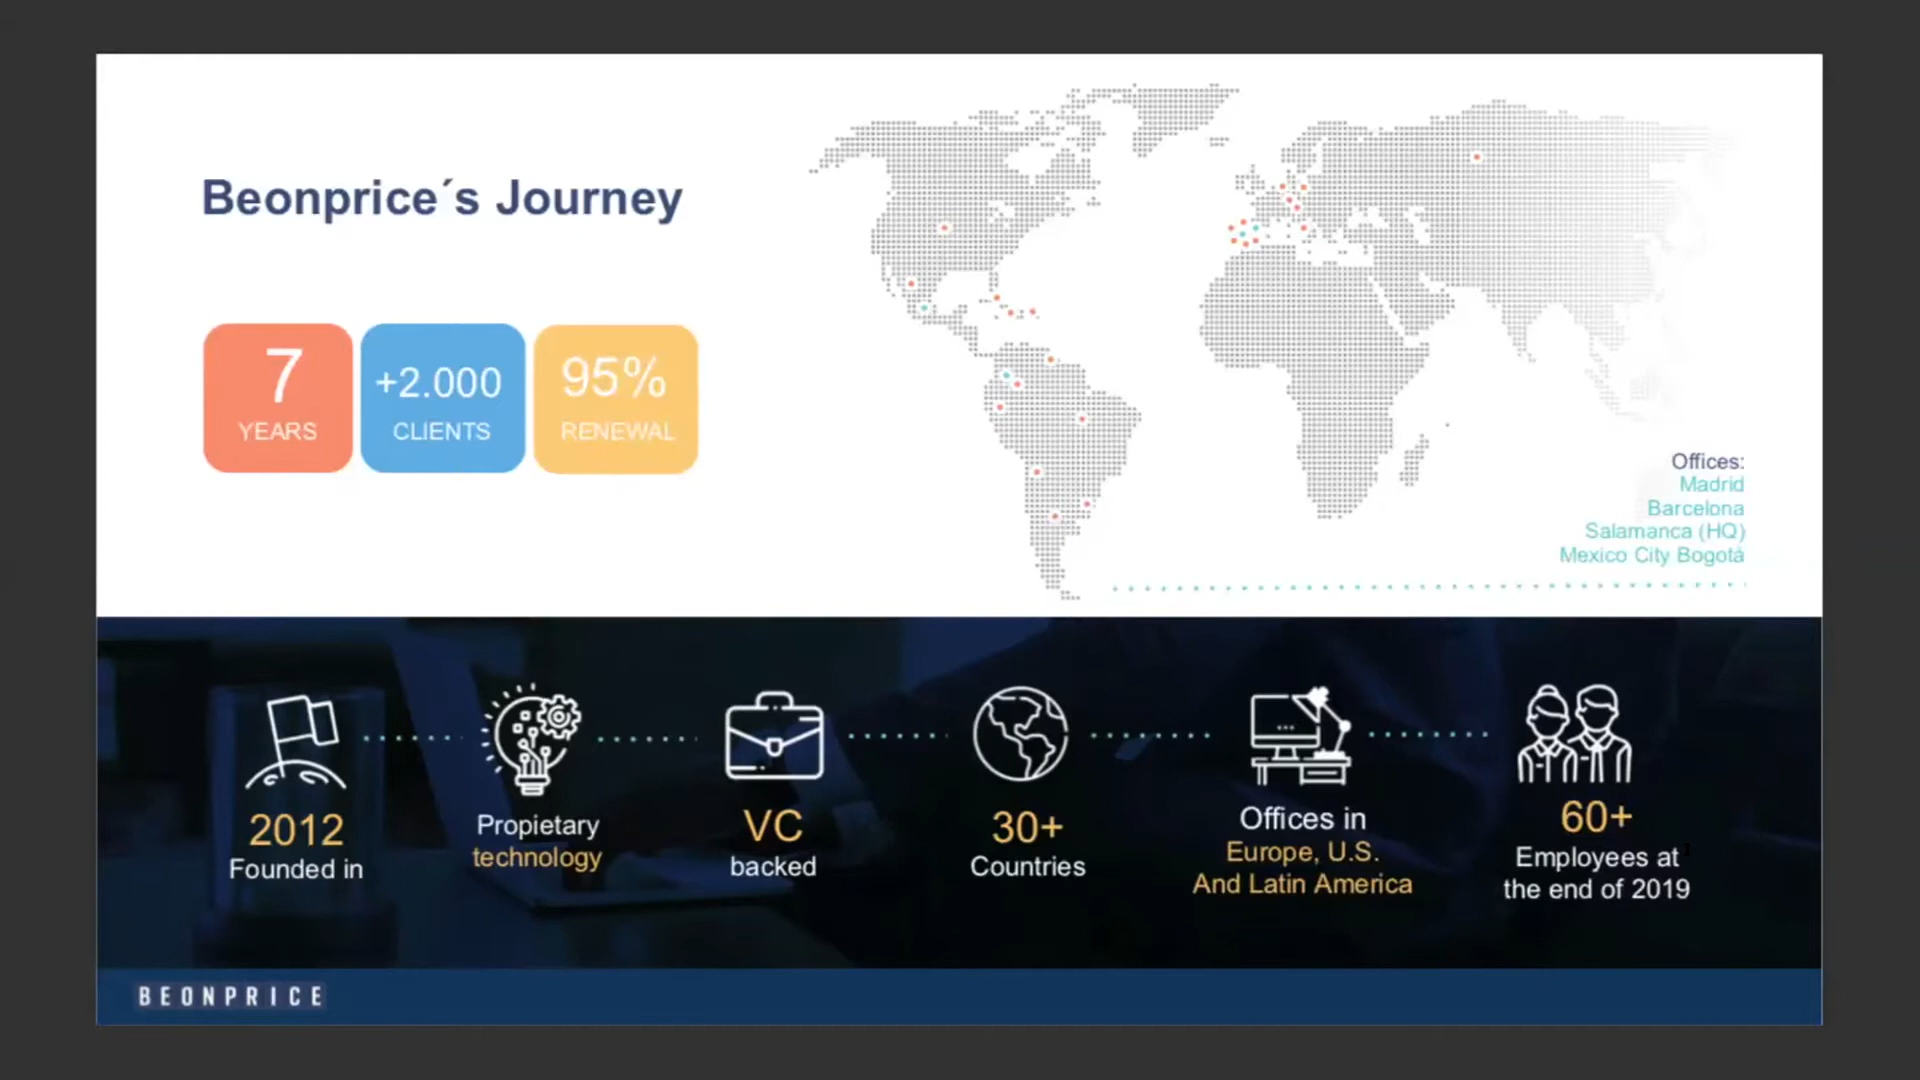 Beonprice´s Journey
7
YEARS
+2.000
CLIENTS
95%
RENEWAL
Offices:
Madrid
Barcelona
Salamanca (HQ)
Mexico City Bogotá
2012
Founded in
Propietary
technology
VC
backed
30+
Countries
Offices in
Europe, U.S.
And Latin America
60+
Employees at
the end of 2019
BEONPRICE